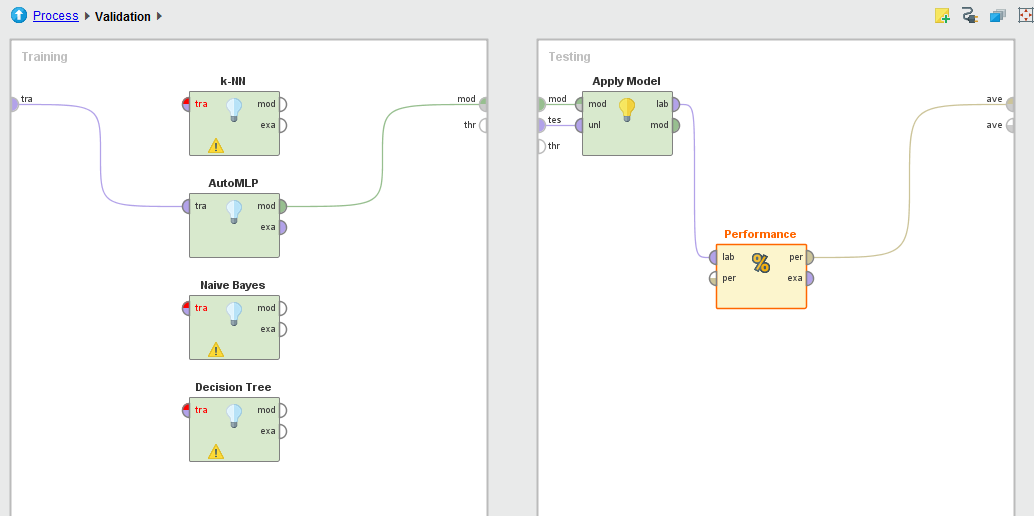 Process Validation
Training
tra
k-NN
tra mod
exa
AutoMLP
tra mod
exa
Naive Bayes
tra mod
exa
Decision Tree
tra mod
exa
mod
thr
Testing
mod
tes
thr
Apply Model
mod lab
unl mod
Performance
lab per
per exa
%
ave
ave